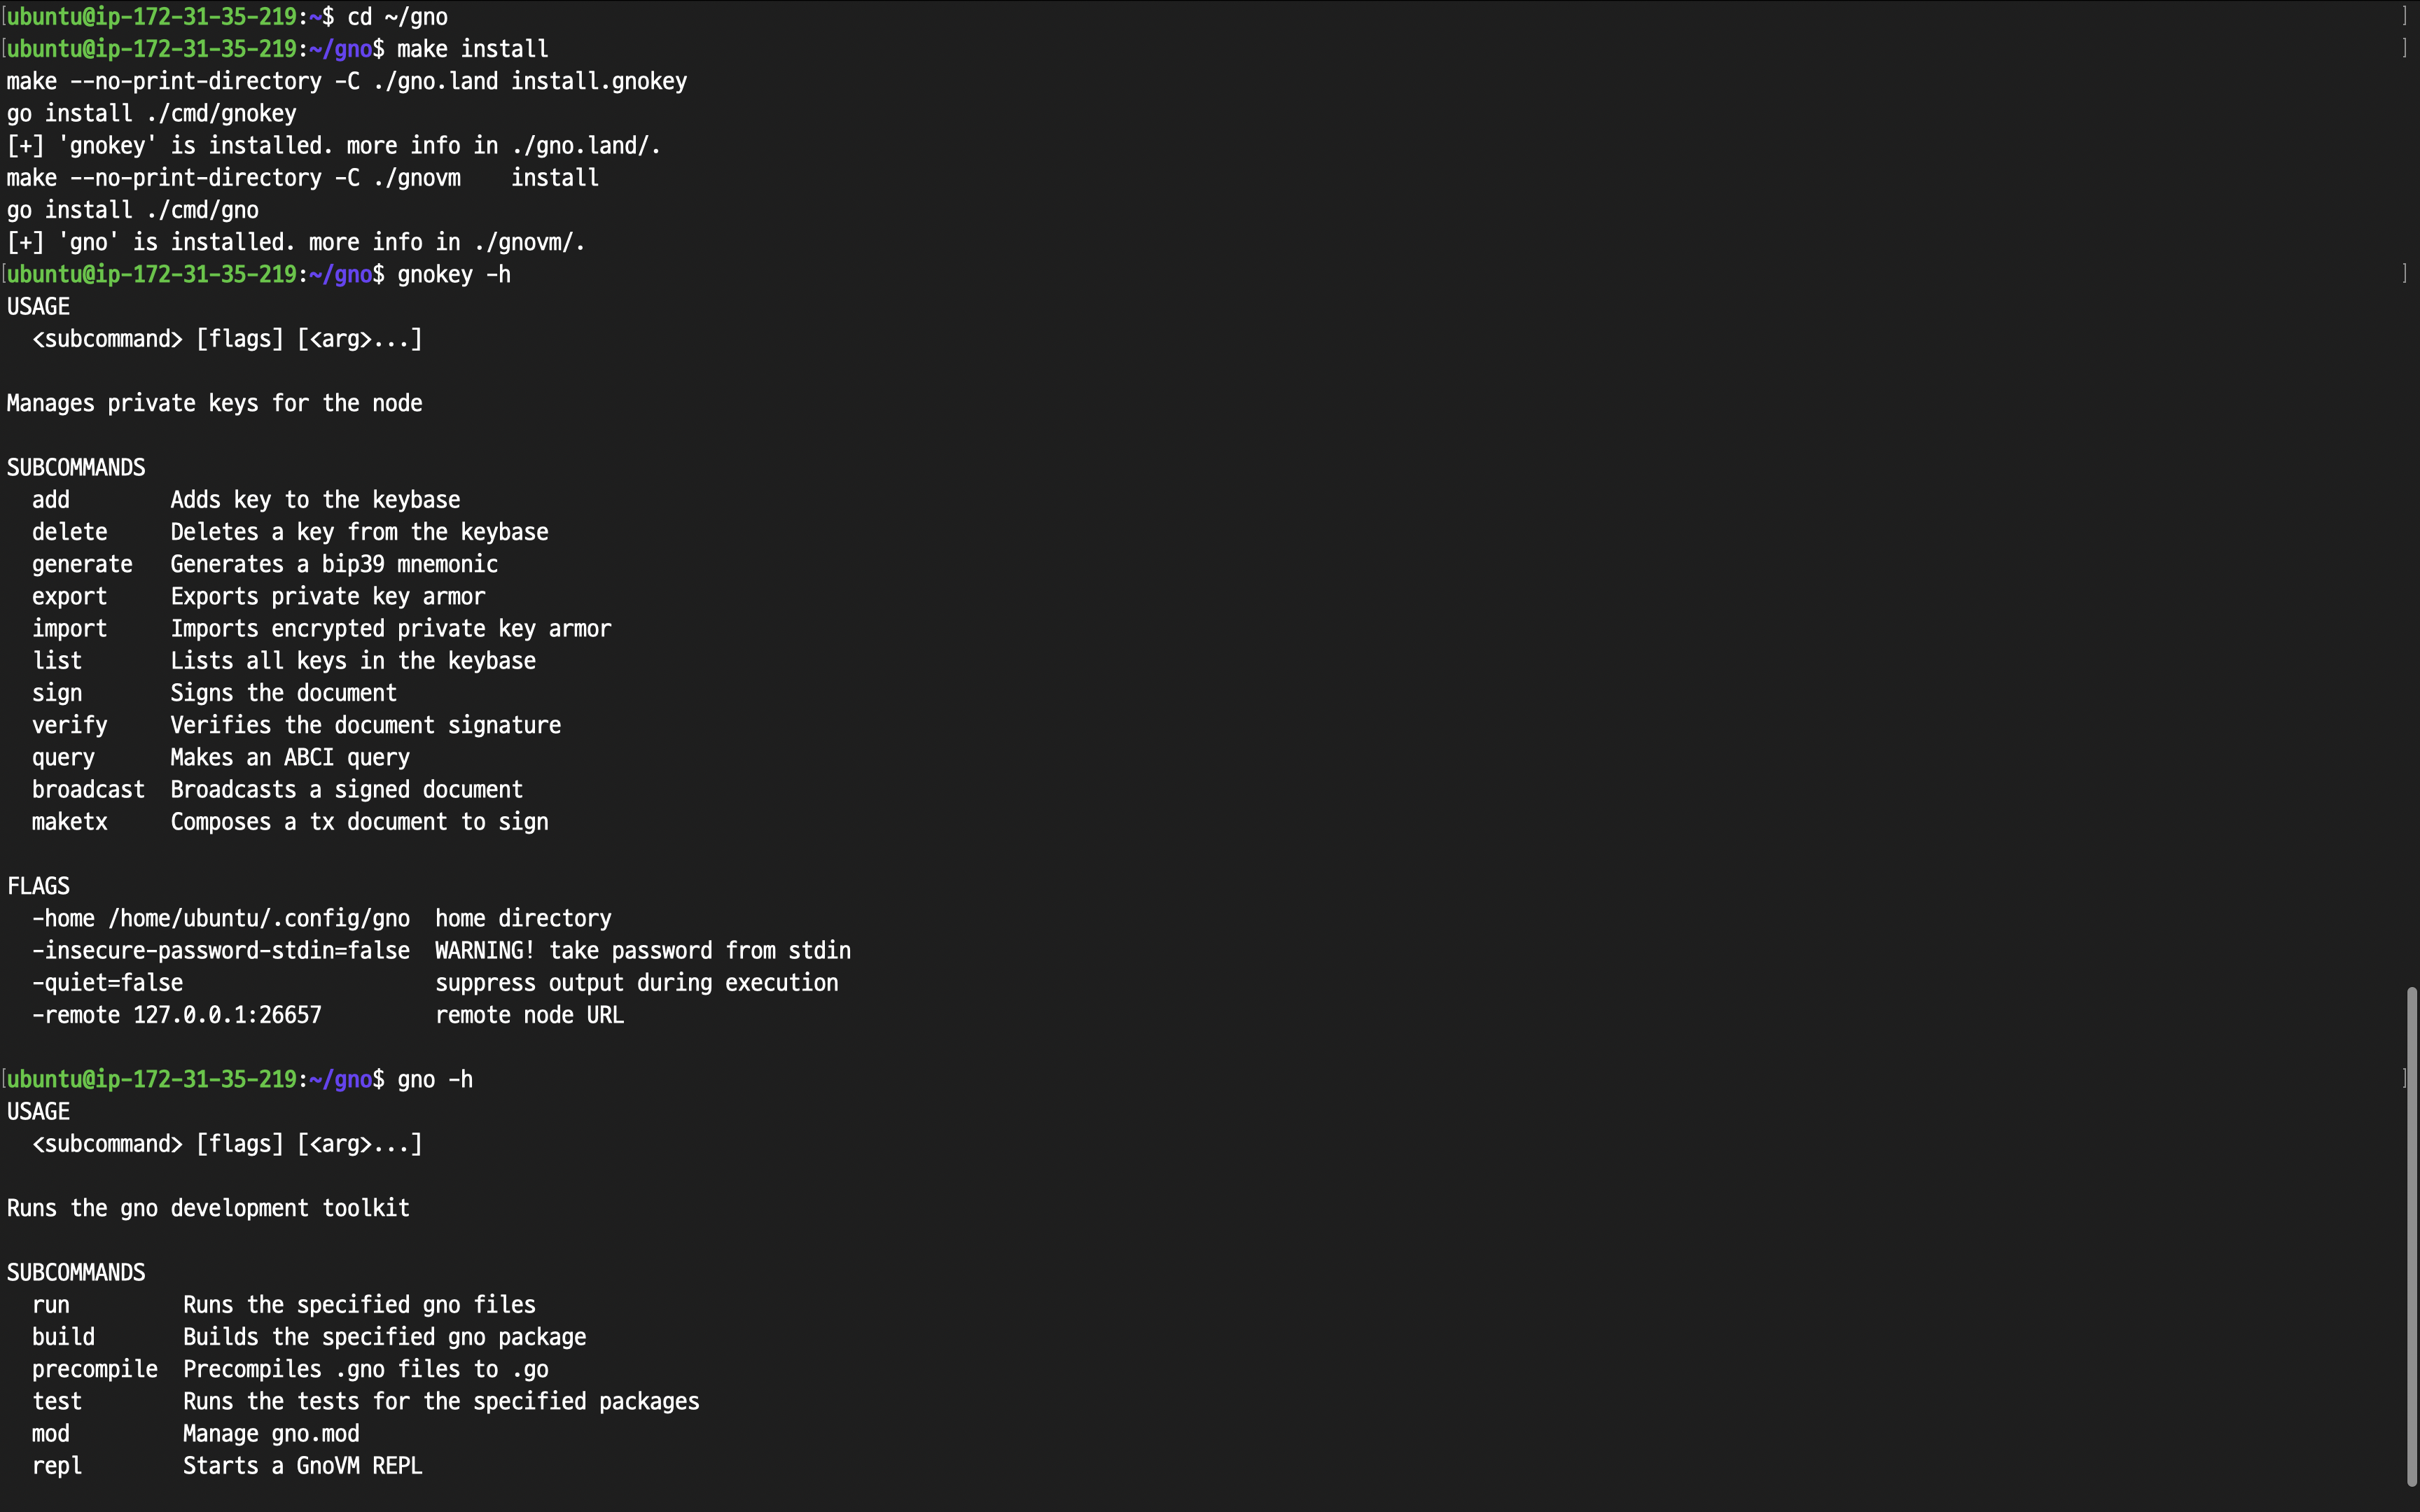 [ubuntu@ip-172-31-35-219:~$ cd ~/gno ]
[ubuntu@ip-172-31-35-219:~/gno$ make install ]
make --no-print-directory -C ./gno.land install.gnokey
go install ./cmd/gnokey
[+] 'gnokey' is installed. more info in ./gno.land/.
make --no-print-directory -C ./gnovm    install
go install ./cmd/gno
[+] 'gno' is installed. more info in ./gnovm/.
[ubuntu@ip-172-31-35-219:~/gno$ gnokey -h ]
USAGE
  <subcommand> [flags] [<arg>...]

Manages private keys for the node

SUBCOMMANDS
  add        Adds key to the keybase
  delete     Deletes a key from the keybase
  generate   Generates a bip39 mnemonic
  export     Exports private key armor
  import     Imports encrypted private key armor
  list       Lists all keys in the keybase
  sign       Signs the document
  verify     Verifies the document signature
  query      Makes an ABCI query
  broadcast  Broadcasts a signed document
  maketx     Composes a tx document to sign

FLAGS
  -home /home/ubuntu/.config/gno  home directory
  -insecure-password-stdin=false  WARNING! take password from stdin
  -quiet=false                    suppress output during execution
  -remote 127.0.0.1:26657         remote node URL

[ubuntu@ip-172-31-35-219:~/gno$ gno -h ]
USAGE
  <subcommand> [flags] [<arg>...]

Runs the gno development toolkit

SUBCOMMANDS
  run         Runs the specified gno files
  build       Builds the specified gno package
  precompile  Precompiles .gno files to .go
  test        Runs the tests for the specified packages
  mod         Manage gno.mod
  repl        Starts a GnoVM REPL